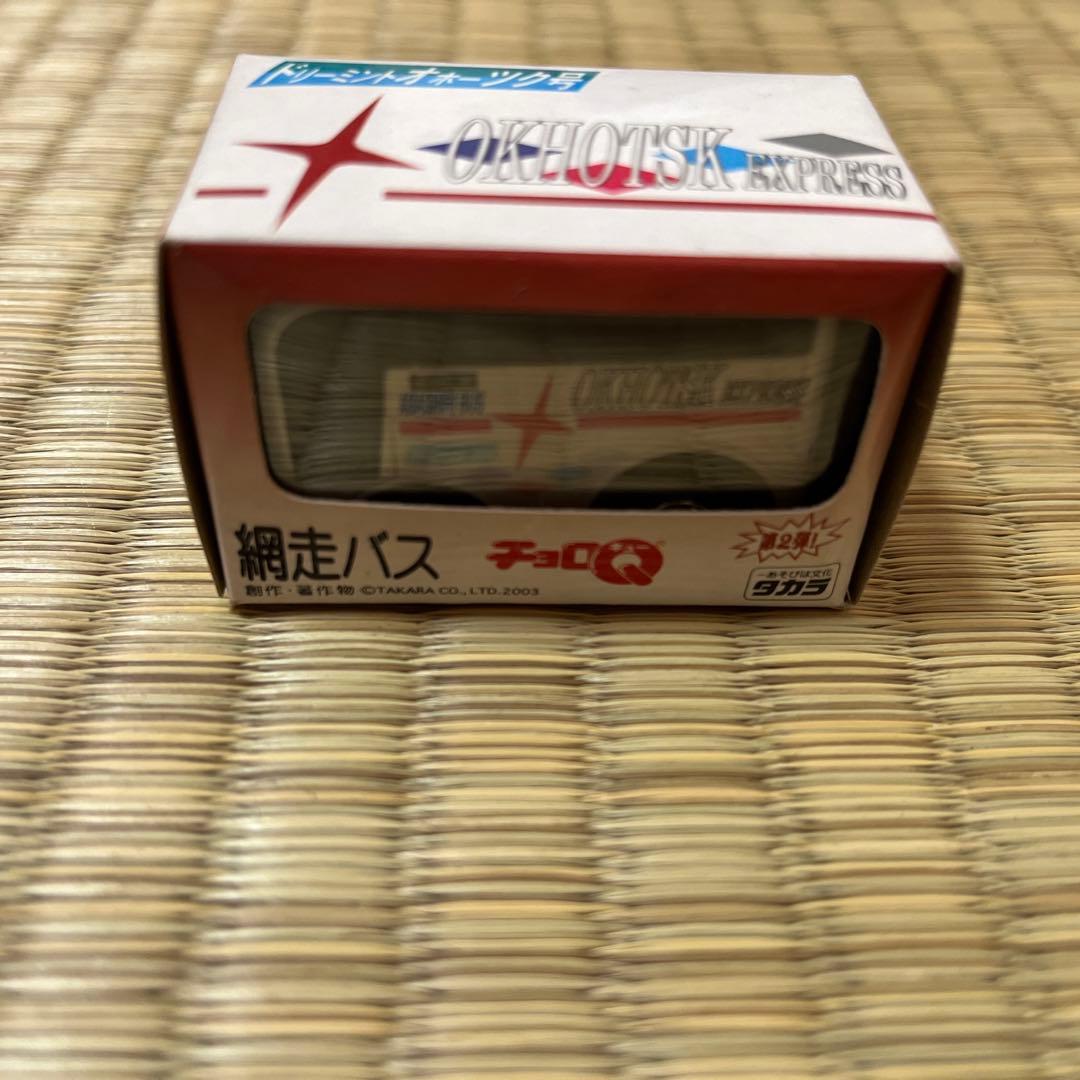 ドリーミントオホーツク号
OKHOTSK EXPRESS
OKHOTSK EXPRESS
網走バス
チョロQ
第2弾!
創作・著作物 ©TAKARA CO., LTD. 2003
－あそびは文化
タカラ